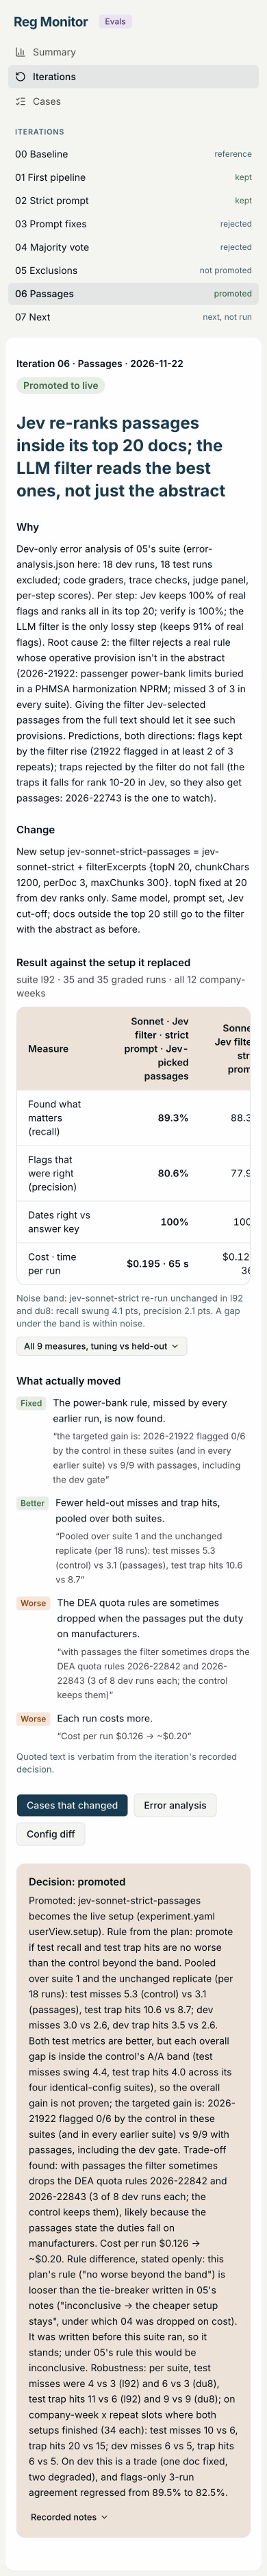 Reg Monitor
Evals
Summary
Iterations
Cases
ITERATIONS
00 Baseline reference
01 First pipeline kept
02 Strict prompt kept
03 Prompt fixes rejected
04 Majority vote rejected
05 Exclusions not promoted
06 Passages promoted
07 Next next, not run
Iteration 06 · Passages · 2026-11-22
Promoted to live
Jev re-ranks passages
inside its top 20 docs; the
LLM filter reads the best
ones, not just the abstract
Why
Dev-only error analysis of 05's suite (error-
analysis.json here: 18 dev runs, 18 test runs
excluded; code graders, trace checks, judge panel,
per-step scores). Per step: Jev keeps 100% of real
flags and ranks all in its top 20; verify is 100%; the
LLM filter is the only lossy step (keeps 91% of real
flags). Root cause 2: the filter rejects a real rule
whose operative provision isn't in the abstract
(2026-21922: passenger power-bank limits buried
in a PHMSA harmonization NPRM; missed 3 of 3 in
every suite). Giving the filter Jev-selected
passages from the full text should let it see such
provisions. Predictions, both directions: flags kept
by the filter rise (21922 flagged in at least 2 of 3
repeats); traps rejected by the filter do not fall (the
traps it falls for rank 10-20 in Jev, so they also get
passages: 2026-22743 is the one to watch).
Change
New setup jev-sonnet-strict-passages = jev-
sonnet-strict + filterExcerpts {topN 20, chunkChars
1200, perDoc 3, maxChunks 300}. topN fixed at 20
from dev ranks only. Same model, prompt set, Jev
cut-off; docs outside the top 20 still go to the filter
with the abstract as before.
Result against the setup it replaced
suite l92 · 35 and 35 graded runs · all 12 company-
weeks
Measure
Sonnet · Jev
filter · strict
prompt · Jev-
picked
passages
Found what
matters
(recall)
89.3%
88.3
Flags that
were right
(precision)
80.6%
77.9
Dates right vs
answer key
100%
100
Cost · time
per run
$0.195 · 65 s
$0.12
36
Noise band: jev-sonnet-strict re-run unchanged in l92
and du8: recall swung 4.1 pts, precision 2.1 pts. A gap
under the band is within noise.
All 9 measures, tuning vs held-out
What actually moved
Fixed
The power-bank rule, missed by every
earlier run, is now found.
"the targeted gain is: 2026-21922 flagged 0/6
by the control in these suites (and in every
earlier suite) vs 9/9 with passages, including
the dev gate"
Better
Fewer held-out misses and trap hits,
pooled over both suites.
"Pooled over suite 1 and the unchanged
replicate (per 18 runs): test misses 5.3
(control) vs 3.1 (passages), test trap hits 10.6
vs 8.7"
Worse
The DEA quota rules are sometimes
dropped when the passages put the duty
on manufacturers.
"with passages the filter sometimes drops the
DEA quota rules 2026-22842 and 2026-
22843 (3 of 8 dev runs each; the control
keeps them)"
Worse
Each run costs more.
"Cost per run $0.126 → ~$0.20"
Quoted text is verbatim from the iteration's recorded
decision.
Cases that changed
Error analysis
Config diff
Decision: promoted
Promoted: jev-sonnet-strict-passages
becomes the live setup (experiment.yaml
userView.setup). Rule from the plan: promote
if test recall and test trap hits are no worse
than the control beyond the band. Pooled
over suite 1 and the unchanged replicate (per
18 runs): test misses 5.3 (control) vs 3.1
(passages), test trap hits 10.6 vs 8.7; dev
misses 3.0 vs 2.6, dev trap hits 3.5 vs 2.6.
Both test metrics are better, but each overall
gap is inside the control's A/A band (test
misses swing 4.4, test trap hits 4.0 across its
four identical-config suites), so the overall
gain is not proven; the targeted gain is: 2026-
21922 flagged 0/6 by the control in these
suites (and in every earlier suite) vs 9/9 with
passages, including the dev gate. Trade-off
found: with passages the filter sometimes
drops the DEA quota rules 2026-22842 and
2026-22843 (3 of 8 dev runs each; the
control keeps them), likely because the
passages state the duties fall on
manufacturers. Cost per run $0.126 →
~$0.20. Rule difference, stated openly: this
plan's rule ("no worse beyond the band") is
looser than the tie-breaker written in 05's
notes ("inconclusive → the cheaper setup
stays", under which 04 was dropped on cost).
It was written before this suite ran, so it
stands; under 05's rule this would be
inconclusive. Robustness: per suite, test
misses were 4 vs 3 (l92) and 6 vs 3 (du8),
test trap hits 11 vs 6 (l92) and 9 vs 9 (du8); on
company-week x repeat slots where both
setups finished (34 each): test misses 10 vs 6,
trap hits 20 vs 15; dev misses 6 vs 5, trap hits
6 vs 5. On dev this is a trade (one doc fixed,
two degraded), and flags-only 3-run
agreement regressed from 89.5% to 82.5%.
Recorded notes